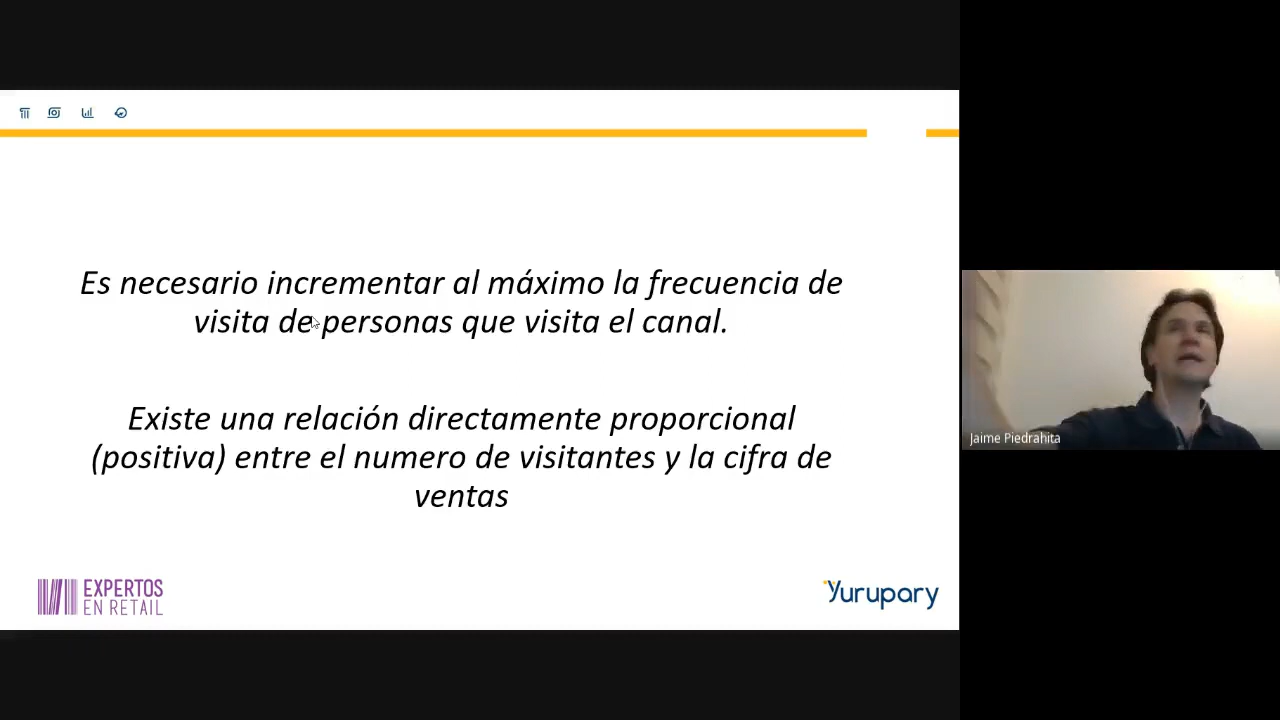 Es necesario incrementar al máximo la frecuencia de
visita de personas que visita el canal.
Existe una relación directamente proporcional
(positiva) entre el numero de visitantes y la cifra de
ventas
EXPERTOS
EN RETAIL
Yurupary
Jaime Piedrahita